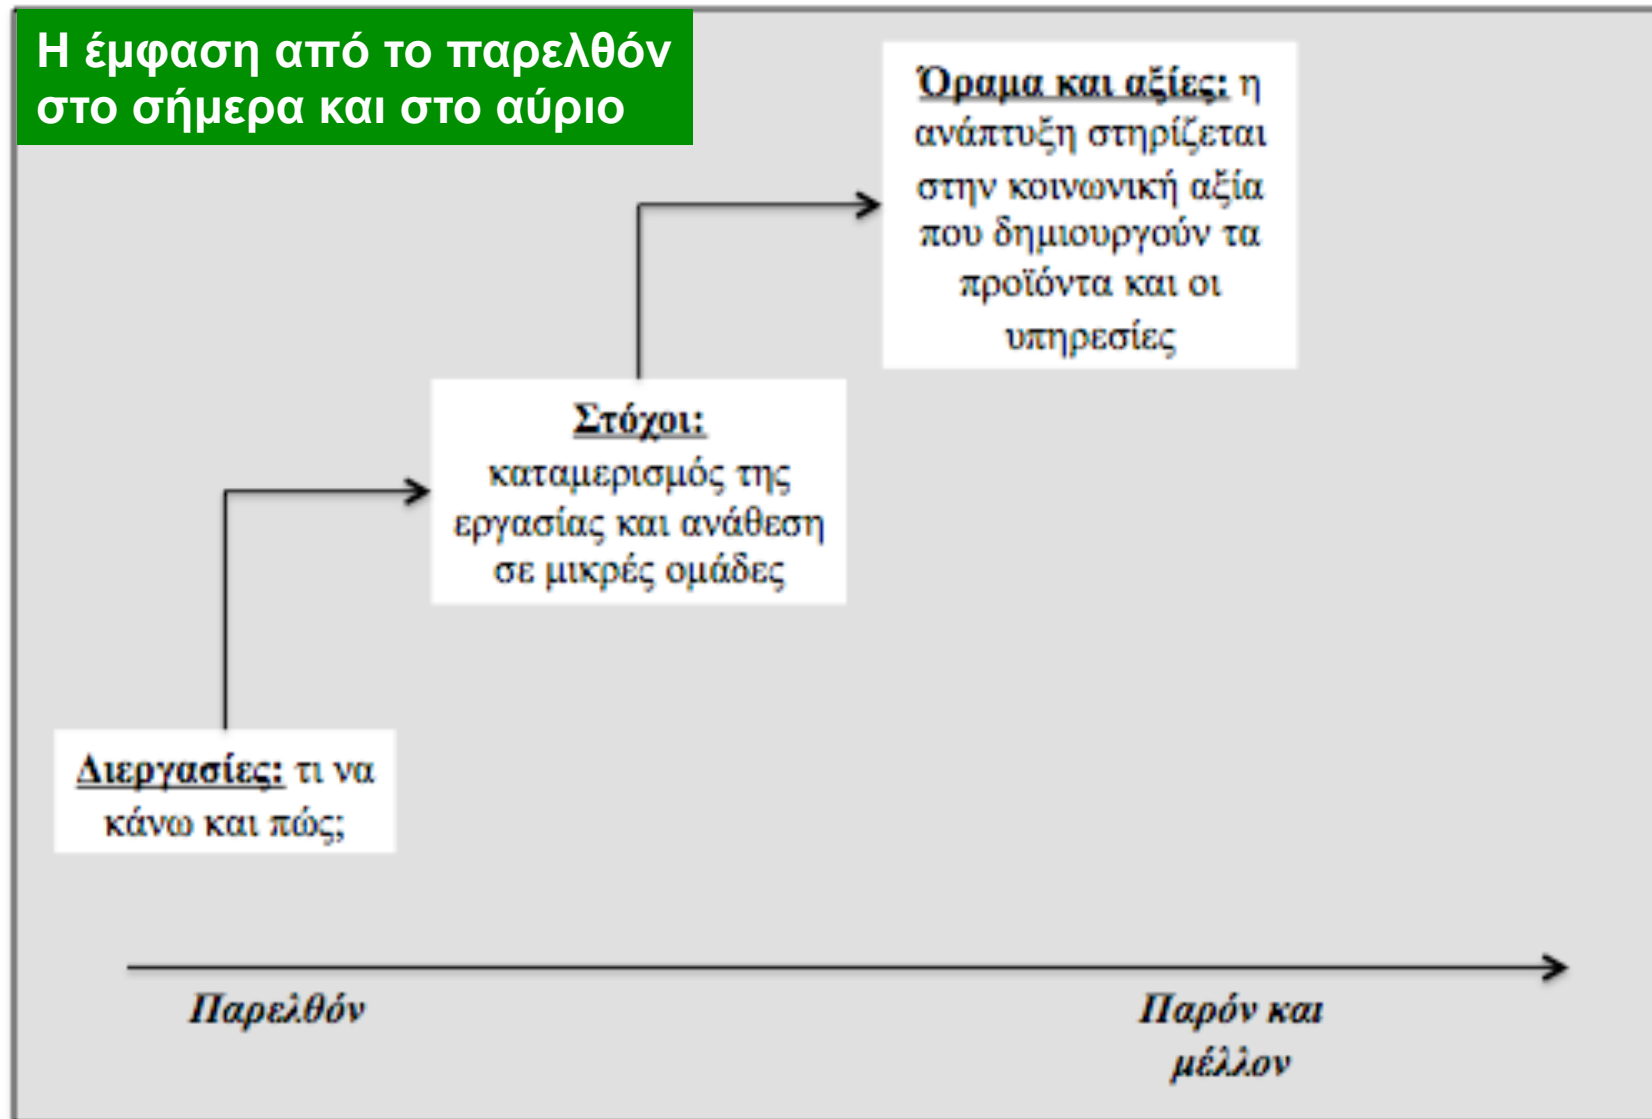 Η έμφαση από το παρελθόν
στο σήμερα και στο αύριο
Όραμα και αξίες: η
ανάπτυξη στηρίζεται
στην κοινωνική αξία
που δημιουργούν τα
προϊόντα και οι
υπηρεσίες
Στόχοι:
καταμερισμός της
εργασίας και ανάθεση
σε μικρές ομάδες
Διεργασίες: τι να
κάνω και πώς;
Παρελθόν
Παρόν και
μέλλον